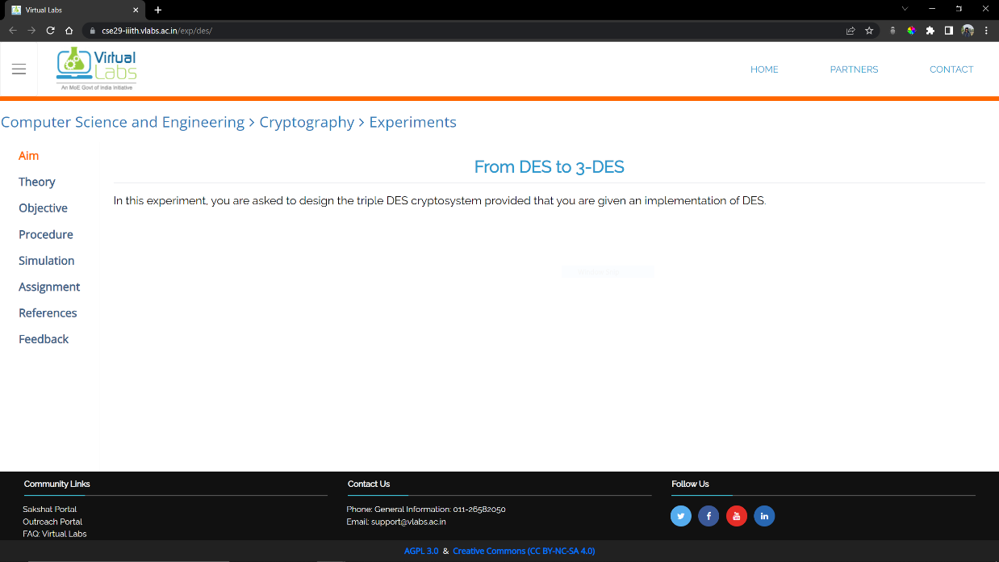 Virtual Labs
cse29-iiith.vlabs.ac.in/exp/des/
Virtual
Labs
An MoE Govt of India Initiative
HOME
PARTNERS
CONTACT
Computer Science and Engineering > Cryptography > Experiments
Aim
Theory
Objective
Procedure
Simulation
Assignment
References
Feedback
From DES to 3-DES
In this experiment, you are asked to design the triple DES cryptosystem provided that you are given an implementation of DES.
Community Links
Sakshat Portal
Outreach Portal
FAQ: Virtual Labs
Contact Us
Phone: General Information: 011-26582050
Email: support@vlabs.ac.in
Follow Us
AGPL 3.0 & Creative Commons (CC BY-NC-SA 4.0)